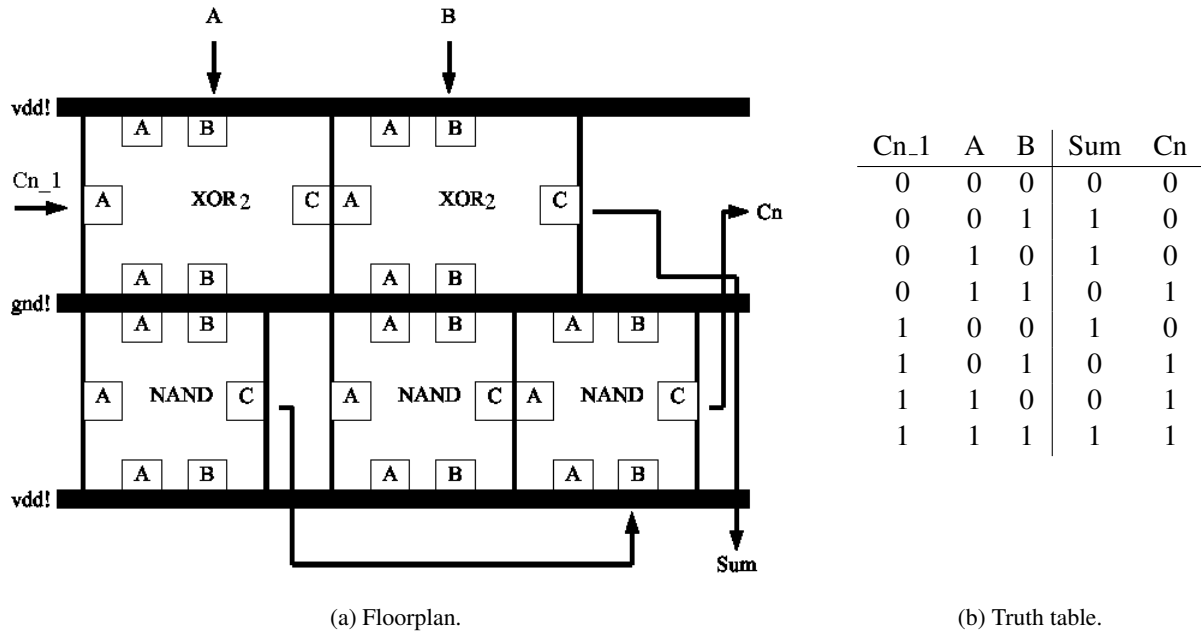 A B
vdd!
A B A B
Cn_1
A XOR2 C A XOR2 C
Cn
A B A B
gnd!
A B A B A B
A NAND C A NAND C A NAND C
A B A B A B
vdd!
Sum
(a) Floorplan.
Cn_1 A B Sum Cn
0 0 0 0 0
0 0 1 1 0
0 1 0 1 0
0 1 1 0 1
1 0 0 1 0
1 0 1 0 1
1 1 0 0 1
1 1 1 1 1
(b) Truth table.